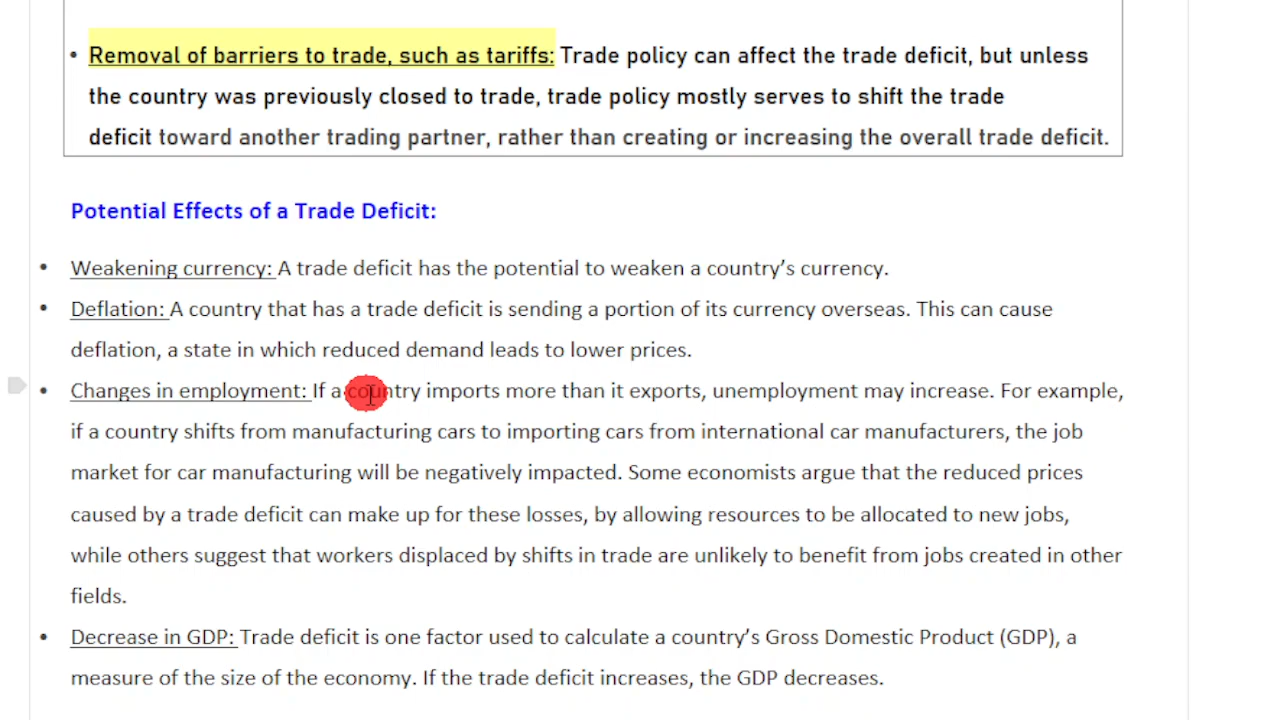 • Removal of barriers to trade, such as tariffs: Trade policy can affect the trade deficit, but unless
the country was previously closed to trade, trade policy mostly serves to shift the trade
deficit toward another trading partner, rather than creating or increasing the overall trade deficit.
Potential Effects of a Trade Deficit:
• Weakening currency: A trade deficit has the potential to weaken a country’s currency.
• Deflation: A country that has a trade deficit is sending a portion of its currency overseas. This can cause
deflation, a state in which reduced demand leads to lower prices.
• Changes in employment: If a country imports more than it exports, unemployment may increase. For example,
if a country shifts from manufacturing cars to importing cars from international car manufacturers, the job
market for car manufacturing will be negatively impacted. Some economists argue that the reduced prices
caused by a trade deficit can make up for these losses, by allowing resources to be allocated to new jobs,
while others suggest that workers displaced by shifts in trade are unlikely to benefit from jobs created in other
fields.
• Decrease in GDP: Trade deficit is one factor used to calculate a country’s Gross Domestic Product (GDP), a
measure of the size of the economy. If the trade deficit increases, the GDP decreases.